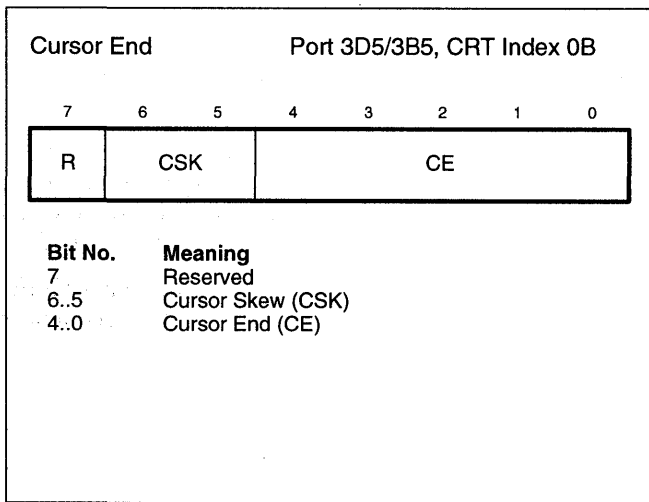 Cursor End Port 3D5/3B5, CRT Index 0B
7 6 5 4 3 2 1 0
R CSK CE
Bit No. Meaning
7 Reserved
6..5 Cursor Skew (CSK)
4..0 Cursor End (CE)